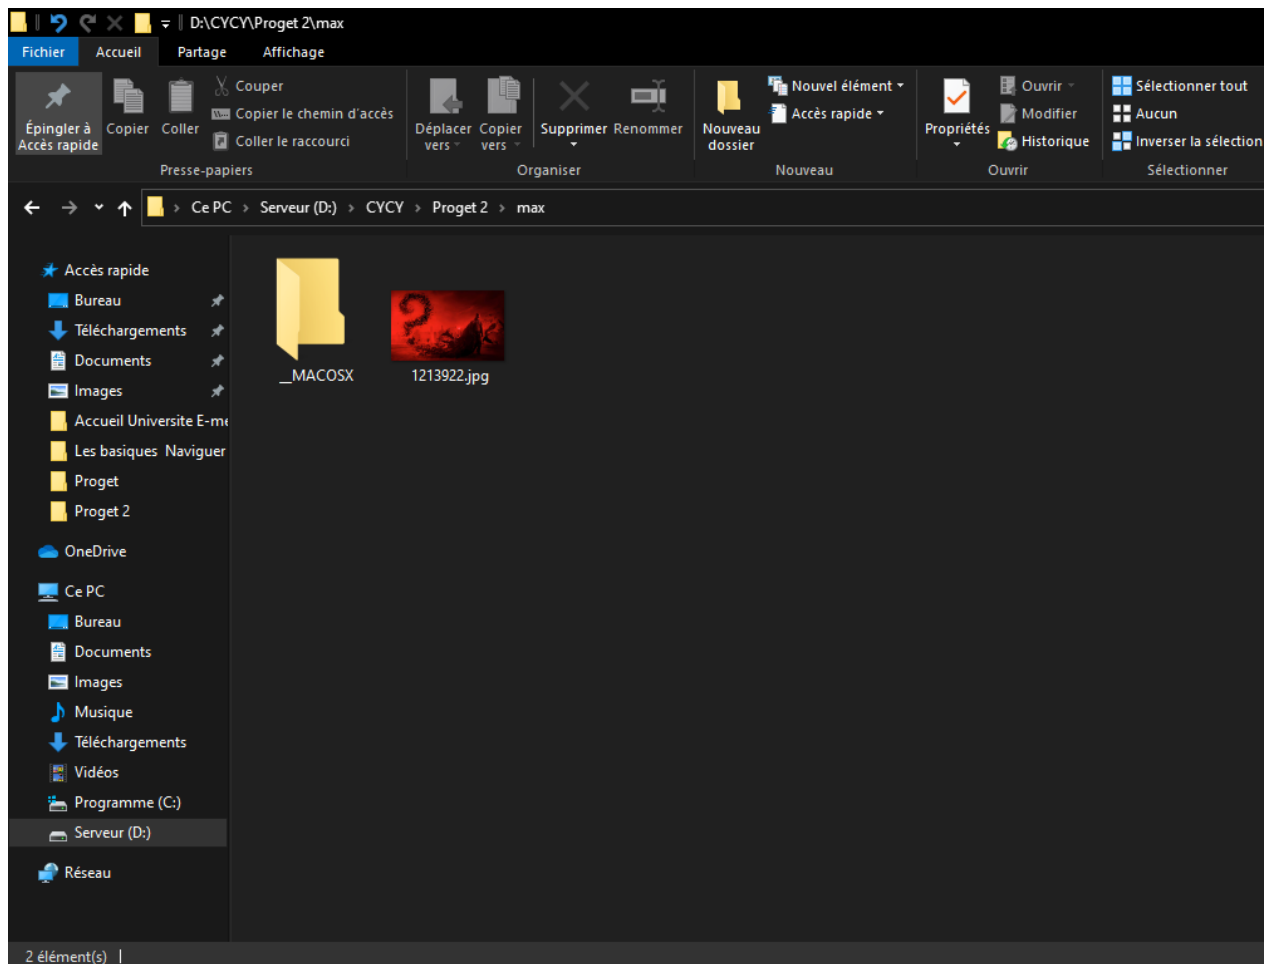 D:\CYCY\Proget 2\max
Fichier Accueil Partage Affichage
Épingler à Accès rapide
Copier
Coller
Couper
Copier le chemin d'accès
Coller le raccourci
Presse-papiers
Déplacer vers
Copier vers
Supprimer
Renommer
Organiser
Nouveau dossier
Nouvel élément
Accès rapide
Nouveau
Propriétés
Ouvrir
Modifier
Historique
Ouvrir
Sélectionner tout
Aucun
Inverser la sélection
Sélectionner
Ce PC > Serveur (D:) > CYCY > Proget 2 > max
Accès rapide
Bureau
Téléchargements
Documents
Images
Accueil Universite E-me
Les basiques Naviguer
Proget
Proget 2
OneDrive
Ce PC
Bureau
Documents
Images
Musique
Téléchargements
Vidéos
Programme (C:)
Serveur (D:)
Réseau
__MACOSX
1213922.jpg
2 élément(s)